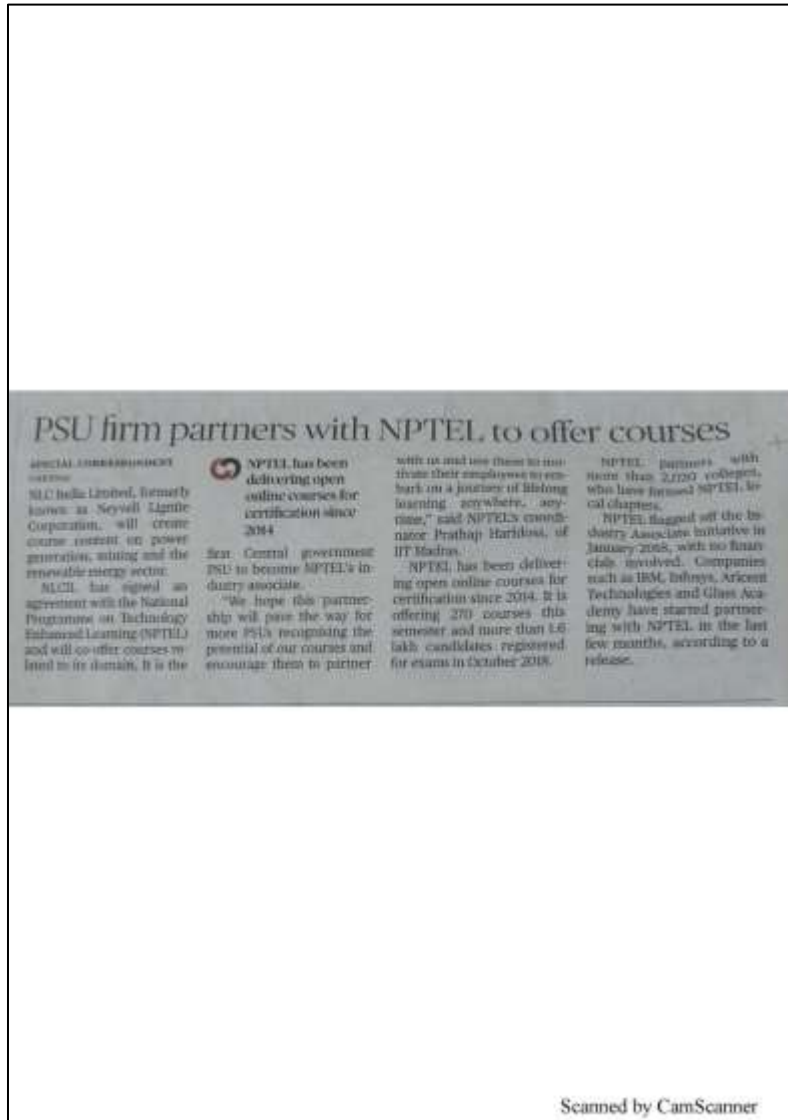 PSU firm partners with NPTEL to offer courses
SPECIAL CORRESPONDENT
NLC India Limited, formerly
known as Neyveli Lignite
Corporation, will create
course content on power
generation, mining and the
renewable energy sector.
NLCIL has signed an
agreement with the National
Programme on Technology
Enhanced Learning (NPTEL)
and will co-offer courses re-
lated to its domain. It is the
NPTEL has been
delivering open
online courses for
certification since
2014
first Central government
PSU to become NPTEL's in-
dustry associate.
"We hope this partner-
ship will pave the way for
more PSUs recognising the
potential of our courses and
encourage them to partner
with us and use them to mo-
tivate their employees to em-
bark on a journey of lifelong
learning anywhere, any-
time," said NPTEL's coordi-
nator Prathap Haridoss, of
IIT Madras.
NPTEL has been deliver-
ing open online courses for
certification since 2014. It is
offering 270 courses this
semester and more than 1.6
lakh candidates registered
for exams in October 2018.
NPTEL partners with
more than 2,020 colleges,
who have formed NPTEL lo-
cal chapters.
NPTEL flagged off the In-
dustry Associate initiative in
January 2018, with no finan-
cials involved. Companies
such as IBM, Infosys, Aricent
Technologies and Glass Aca-
demy have started partner-
ing with NPTEL in the last
few months, according to a
release.
Scanned by CamScanner